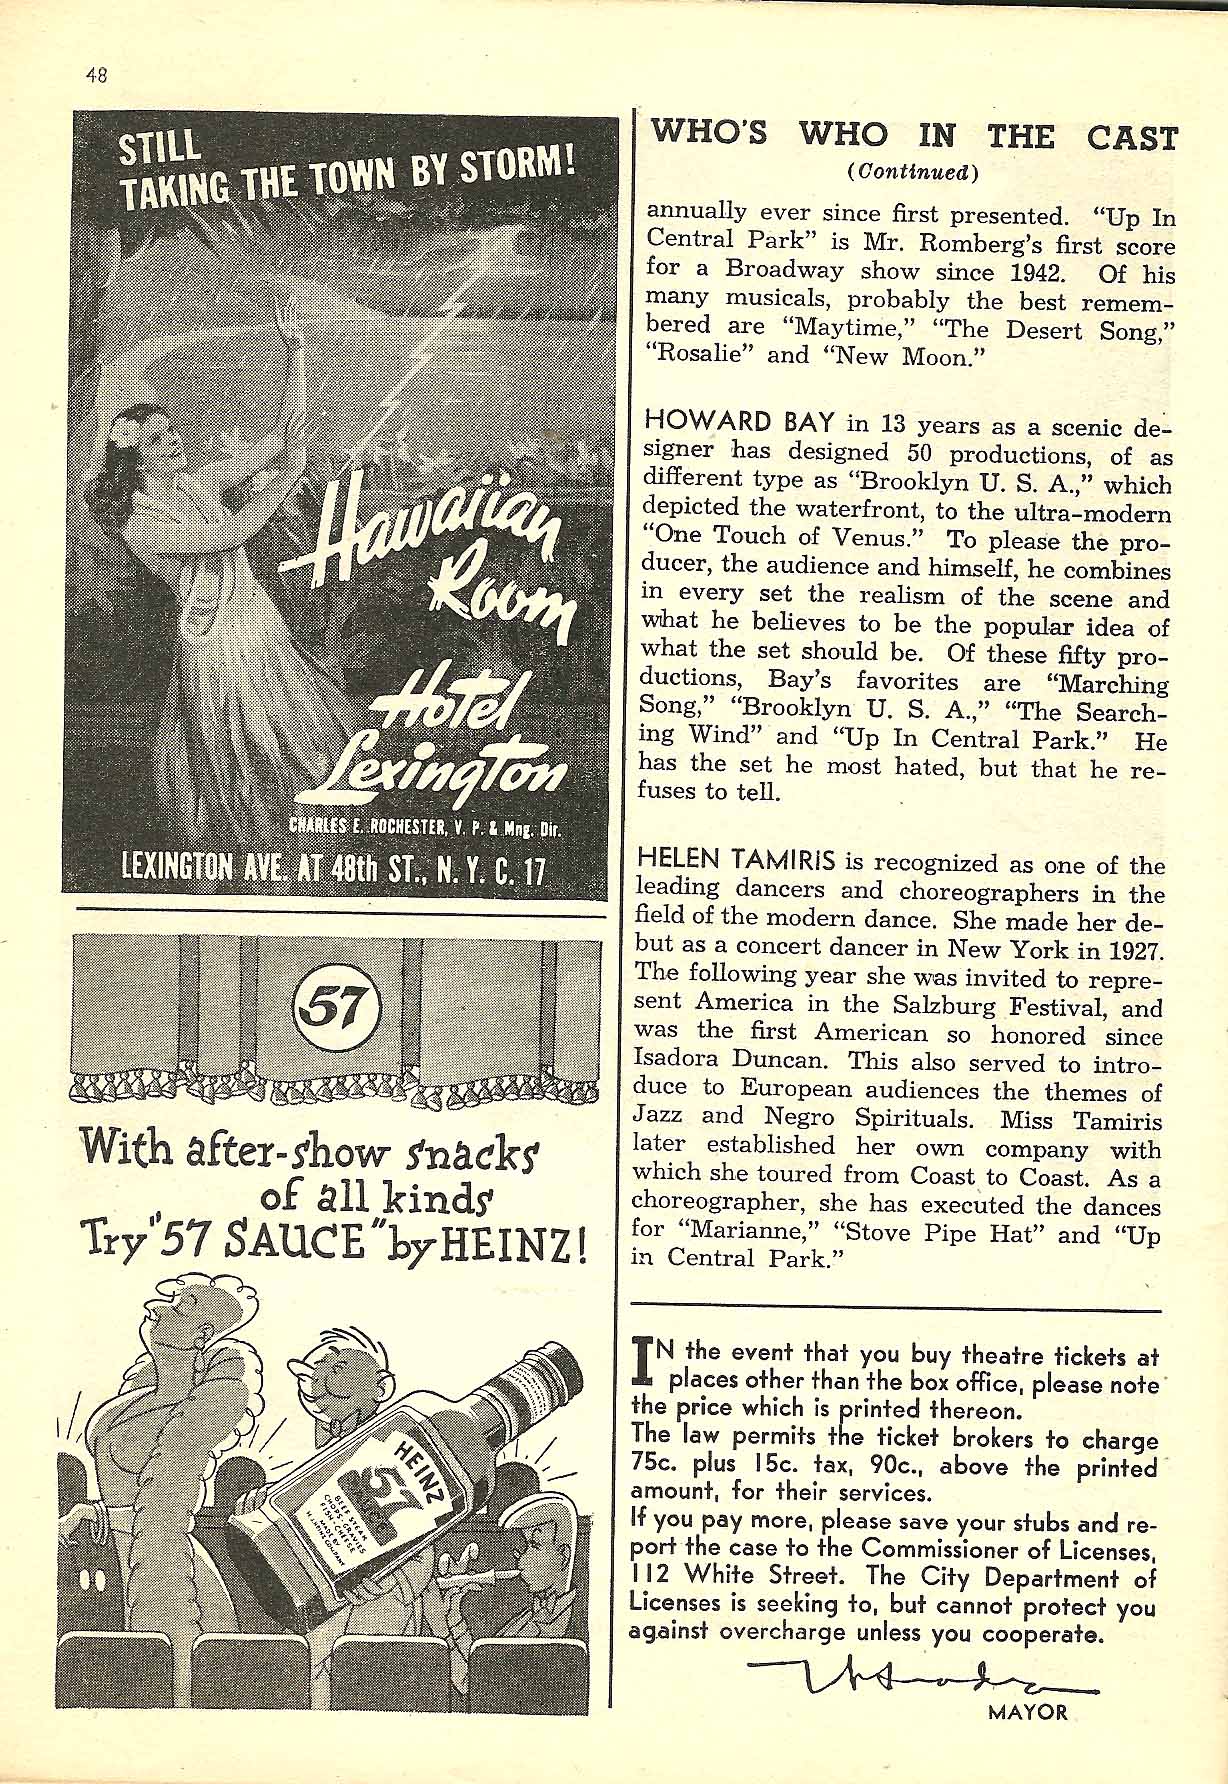 48
STILL
TAKING THE TOWN BY STORM!
Hawaiian
Room
Hotel
Lexington
CHARLES E. ROCHESTER, V. P. & Mng. Dir.
LEXINGTON AVE. AT 48th ST., N. Y. C. 17
57
With after-show snacks
of all kinds
Try "57 SAUCE" by HEINZ!
HEINZ
57
SAUCE
BEEF STEAK
CHOPS GRAVIES
FISH CHEESE
MADE BY
H.J. HEINZ COMPANY
WHO'S WHO IN THE CAST
(Continued)
annually ever since first presented. “Up In
Central Park” is Mr. Romberg's first score
for a Broadway show since 1942. Of his
many musicals, probably the best remem-
bered are “Maytime,” “The Desert Song,”
“Rosalie” and “New Moon.”
HOWARD BAY in 13 years as a scenic de-
signer has designed 50 productions, of as
different type as “Brooklyn U. S. A.,” which
depicted the waterfront, to the ultra-modern
“One Touch of Venus.” To please the pro-
ducer, the audience and himself, he combines
in every set the realism of the scene and
what he believes to be the popular idea of
what the set should be. Of these fifty pro-
ductions, Bay's favorites are “Marching
Song,” “Brooklyn U. S. A.,” “The Search-
ing Wind” and “Up In Central Park.” He
has the set he most hated, but that he re-
fuses to tell.
HELEN TAMIRIS is recognized as one of the
leading dancers and choreographers in the
field of the modern dance. She made her de-
but as a concert dancer in New York in 1927.
The following year she was invited to repre-
sent America in the Salzburg Festival, and
was the first American so honored since
Isadora Duncan. This also served to intro-
duce to European audiences the themes of
Jazz and Negro Spirituals. Miss Tamiris
later established her own company with
which she toured from Coast to Coast. As a
choreographer, she has executed the dances
for “Marianne,” “Stove Pipe Hat” and “Up
in Central Park.”
IN the event that you buy theatre tickets at
places other than the box office, please note
the price which is printed thereon.
The law permits the ticket brokers to charge
75c. plus 15c. tax, 90c., above the printed
amount, for their services.
If you pay more, please save your stubs and re-
port the case to the Commissioner of Licenses,
112 White Street. The City Department of
Licenses is seeking to, but cannot protect you
against overcharge unless you cooperate.
MAYOR